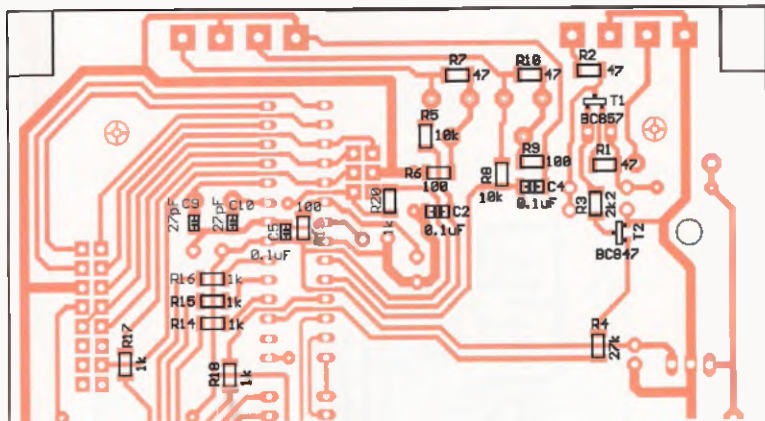 R7
47
R10
47
R2
47
T1
BC857
R5
10k
R9
100
R1
47
R6
100
R8
10k
C4
0.1uF
R20
1k
C2
0.1uF
R3
2k2
T2
BC847
C9
27pF
C10
27pF
C5
100
0.1uF
R16
1k
R15
1k
R14
1k
R17
1k
R18
1k
R4
27k